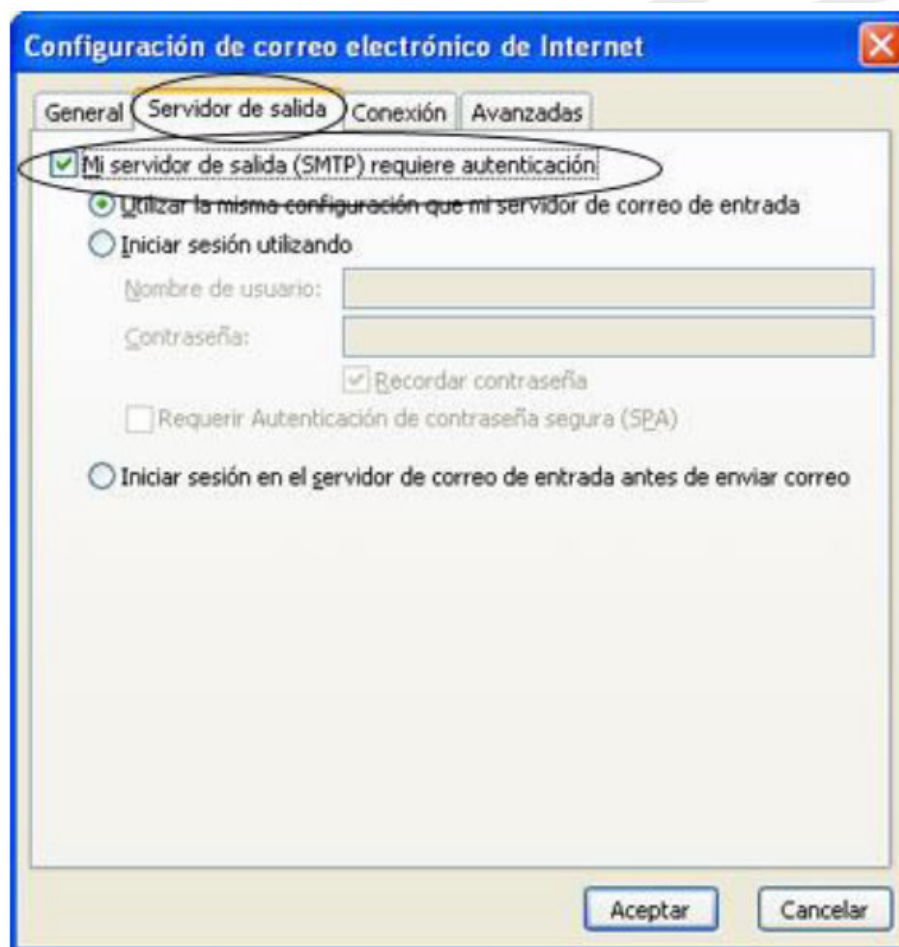 Configuración de correo electrónico de Internet
General Servidor de salida Conexión Avanzadas
Mi servidor de salida (SMTP) requiere autenticación
Utilizar la misma configuración que mi servidor de correo de entrada
Iniciar sesión utilizando
Nombre de usuario:
Contraseña:
Recordar contraseña
Requerir Autenticación de contraseña segura (SPA)
Iniciar sesión en el servidor de correo de entrada antes de enviar correo
Aceptar Cancelar